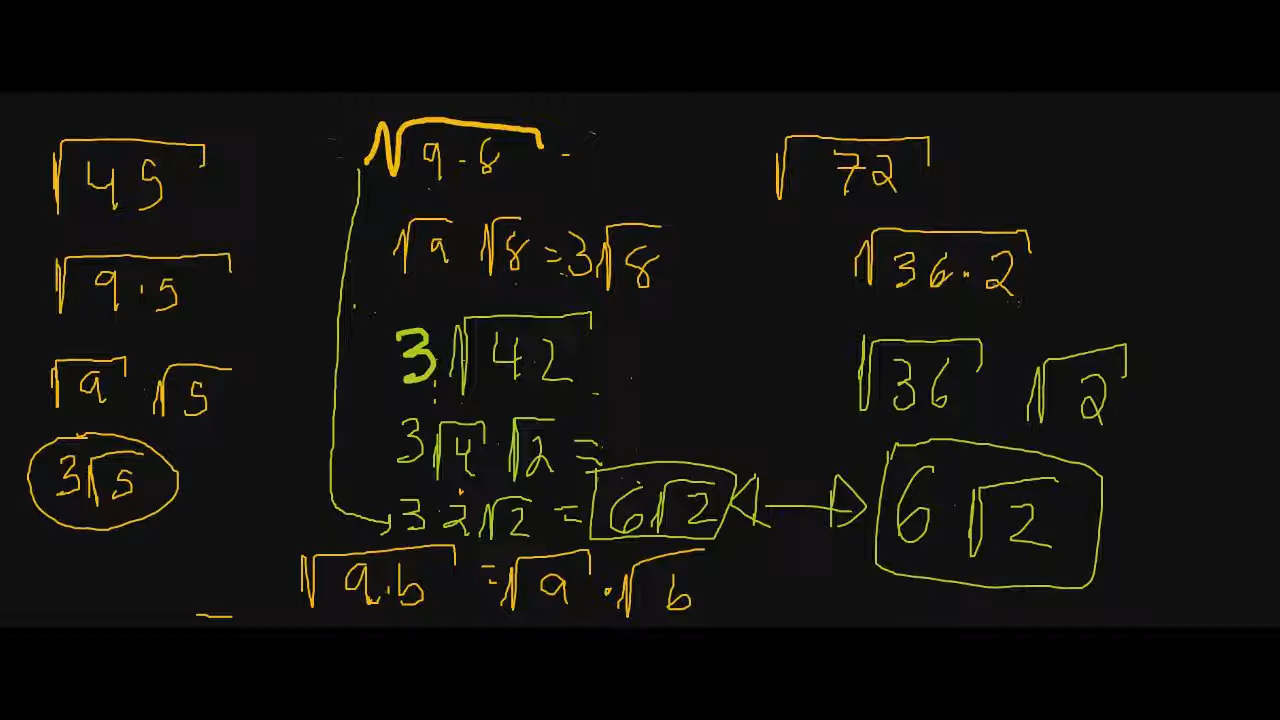 √45
√9·5
√9 √5
3√5
√9·8
√9 √8 = 3√8
3√4·2
3√4 √2 =
3·2√2 = 6√2
√a·b = √a · √b
√72
√36·2
√36 √2
6√2